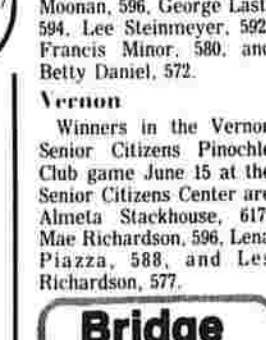 Moonan, 596, George Last
594, Lee Steinmeyer, 592
Francis Minor, 580, and
Betty Daniel, 572.
Vernon
Winners in the Vernon
Senior Citizens Pinochle
Club game June 15 at the
Senior Citizens Center are
Almeta Stackhouse, 617
Mae Richardson, 596, Lena
Piazza, 588, and Les
Richardson, 577.
Bridge